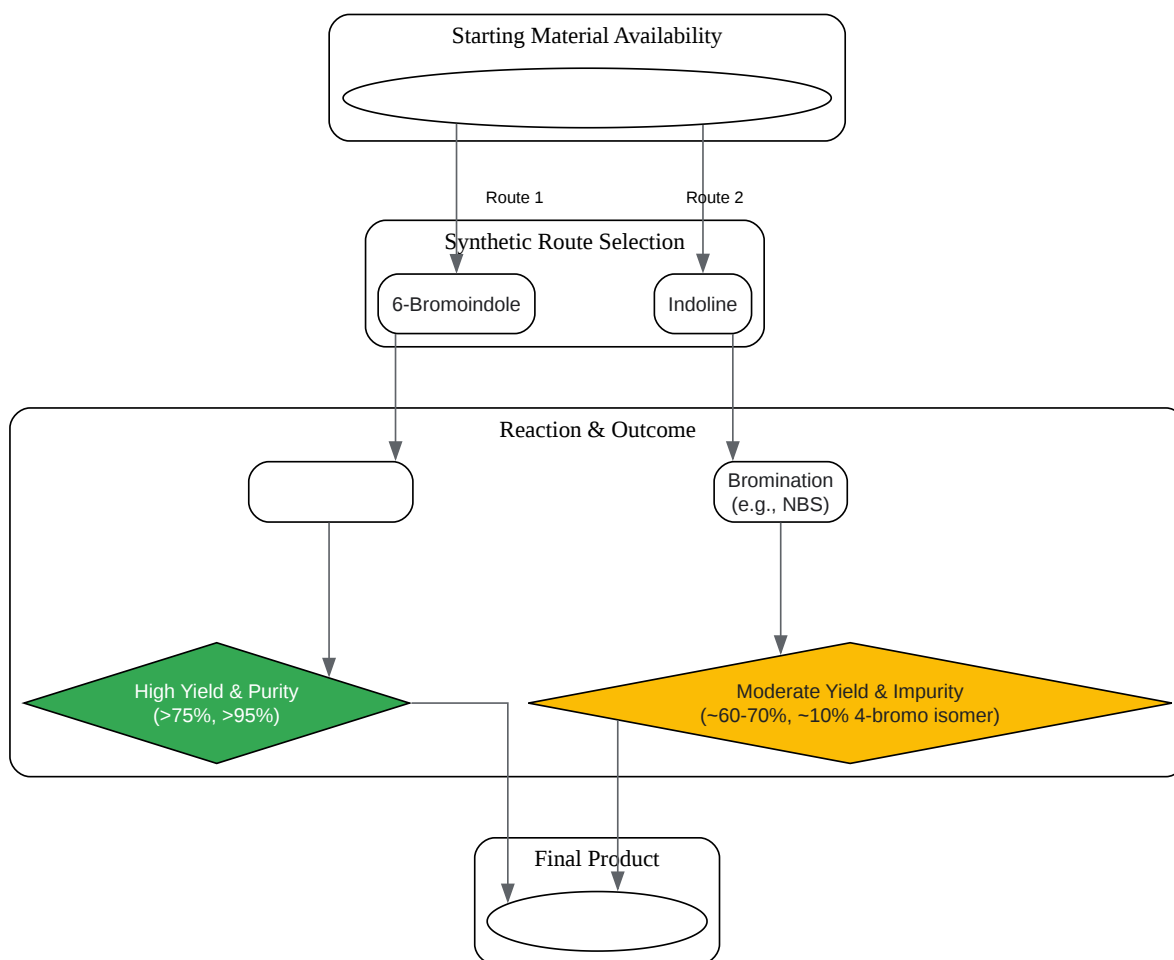 Starting Material Availability
Route 1
Route 2
Synthetic Route Selection
6-Bromoindole
Indoline
Reaction & Outcome
Bromination
(e.g., NBS)
High Yield & Purity
(>75%, >95%)
Moderate Yield & Impurity
(~60-70%, ~10% 4-bromo isomer)
Final Product